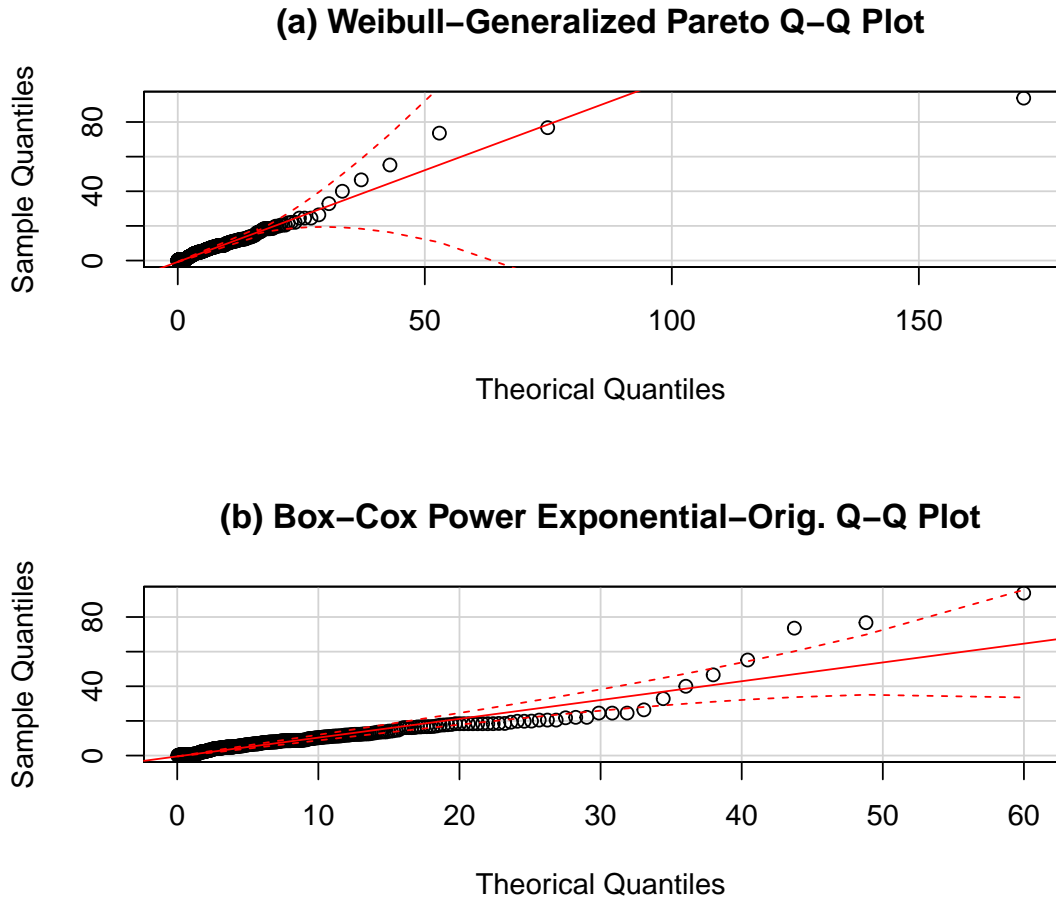 (a) Weibull−Generalized Pareto Q−Q Plot
Sample Quantiles
80
40
0
0 50 100 150
Theorical Quantiles
(b) Box−Cox Power Exponential−Orig. Q−Q Plot
Sample Quantiles
80
40
0
0 10 20 30 40 50 60
Theorical Quantiles